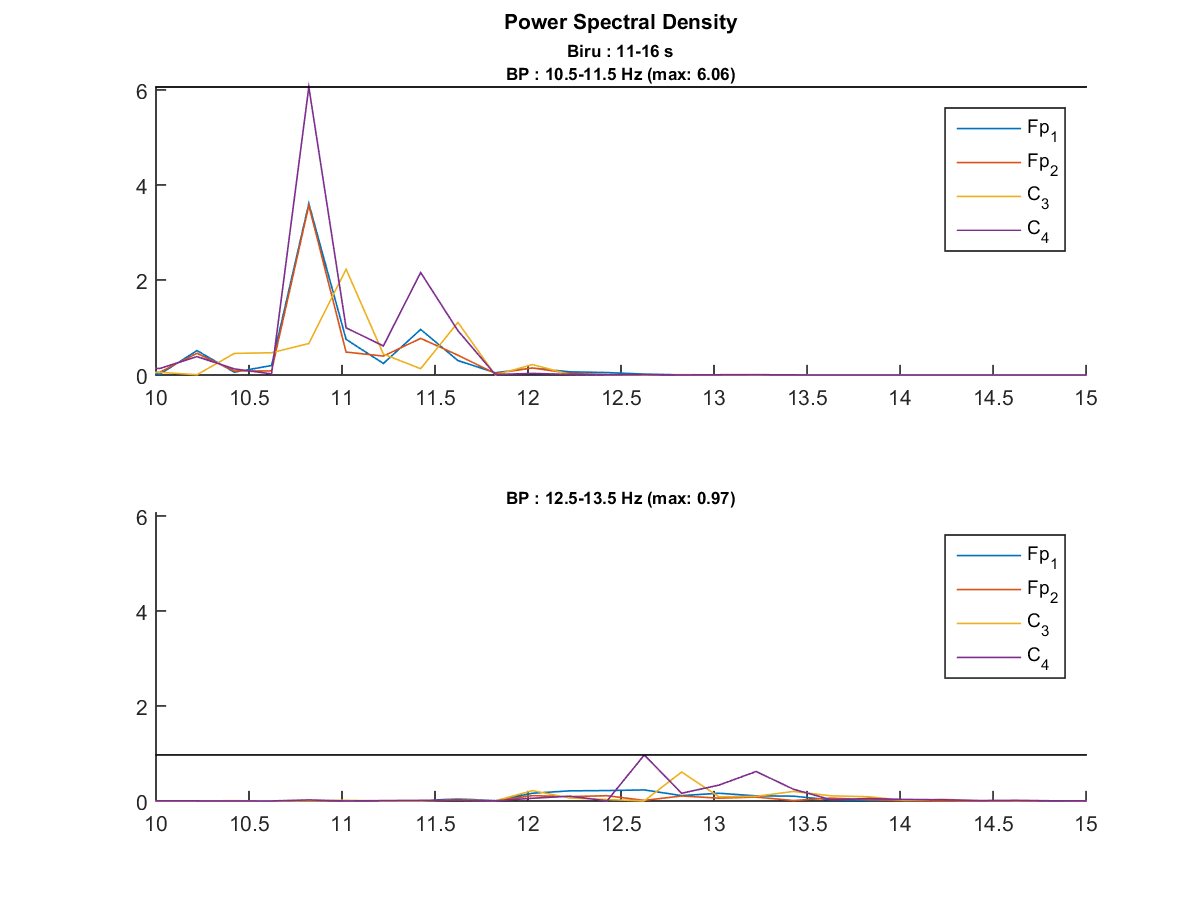 Power Spectral Density
Biru : 11-16 s
BP : 10.5-11.5 Hz (max: 6.06)
6
4
2
0
10 10.5 11 11.5 12 12.5 13 13.5 14 14.5 15
Fp1
Fp2
C3
C4
BP : 12.5-13.5 Hz (max: 0.97)
6
4
2
0
10 10.5 11 11.5 12 12.5 13 13.5 14 14.5 15
Fp1
Fp2
C3
C4